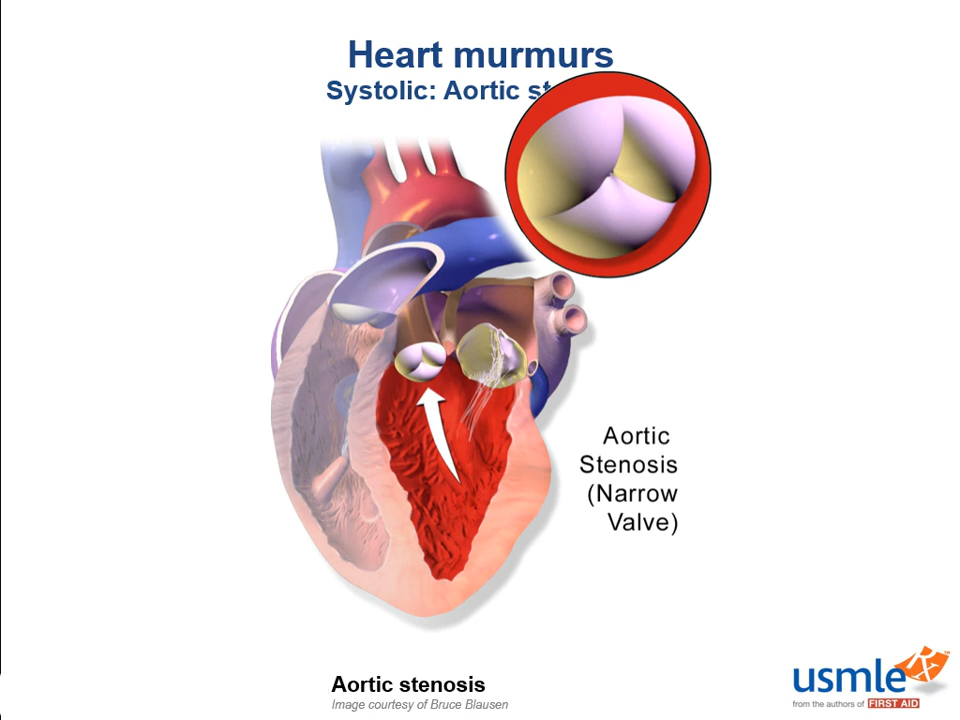 Heart murmurs
Systolic: Aortic st
Aortic
Stenosis
(Narrow
Valve)
Aortic stenosis
Image courtesy of Bruce Blausen
usmle Rx™
from the authors of FIRST AID